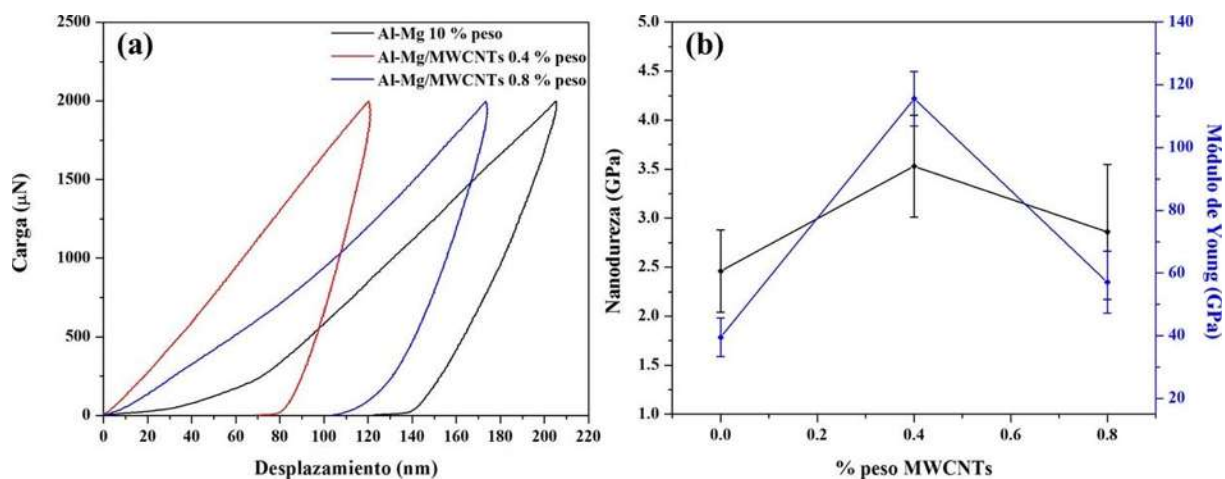 (a)
Al-Mg 10 % peso
Al-Mg/MWCNTs 0.4 % peso
Al-Mg/MWCNTs 0.8 % peso
Carga (μN)
2500
2000
1500
1000
500
0
0 20 40 60 80 100 120 140 160 180 200 220
Desplazamiento (nm)
(b)
Nanodureza (GPa)
5.0
4.5
4.0
3.5
3.0
2.5
2.0
1.5
1.0
0.0 0.2 0.4 0.6 0.8
% peso MWCNTs
140
120
100
80
60
40
20
Módulo de Young (GPa)